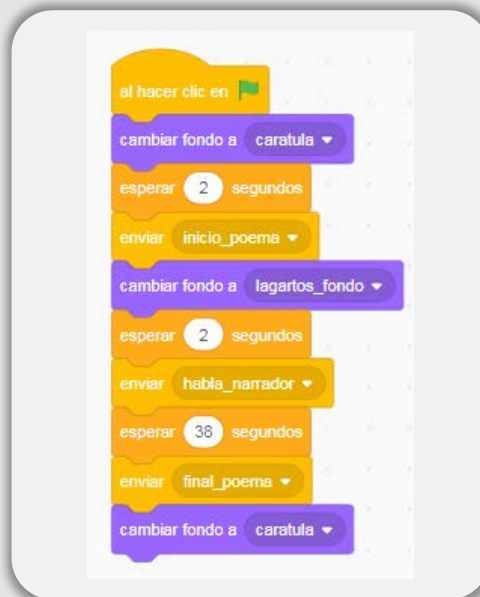 al hacer clic en
cambiar fondo a caratula
esperar 2 segundos
enviar inicio_poema
cambiar fondo a lagartos_fondo
esperar 2 segundos
enviar habla_narrador
esperar 38 segundos
enviar final_poema
cambiar fondo a caratula